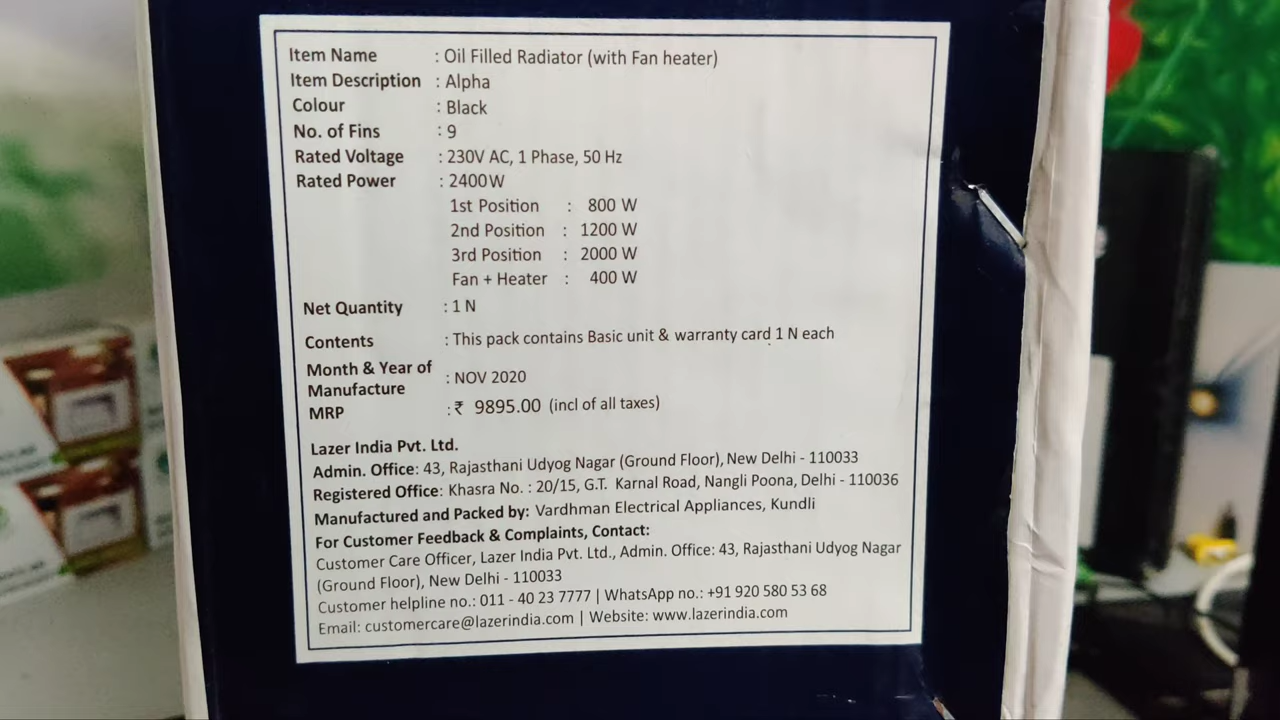 Item Name : Oil Filled Radiator (with Fan heater)
Item Description : Alpha
Colour : Black
No. of Fins : 9
Rated Voltage : 230V AC, 1 Phase, 50 Hz
Rated Power : 2400W
1st Position : 800 W
2nd Position : 1200 W
3rd Position : 2000 W
Fan + Heater : 400 W
Net Quantity : 1 N
Contents : This pack contains Basic unit & warranty card 1 N each
Month & Year of
Manufacture : NOV 2020
MRP : ₹ 9895.00 (incl of all taxes)
Lazer India Pvt. Ltd.
Admin. Office: 43, Rajasthani Udyog Nagar (Ground Floor), New Delhi - 110033
Registered Office: Khasra No. : 20/15, G.T. Karnal Road, Nangli Poona, Delhi - 110036
Manufactured and Packed by: Vardhman Electrical Appliances, Kundli
For Customer Feedback & Complaints, Contact:
Customer Care Officer, Lazer India Pvt. Ltd., Admin. Office: 43, Rajasthani Udyog Nagar
(Ground Floor), New Delhi - 110033
Customer helpline no.: 011 - 40 23 7777 | WhatsApp no.: +91 920 580 53 68
Email: customercare@lazerindia.com | Website: www.lazerindia.com